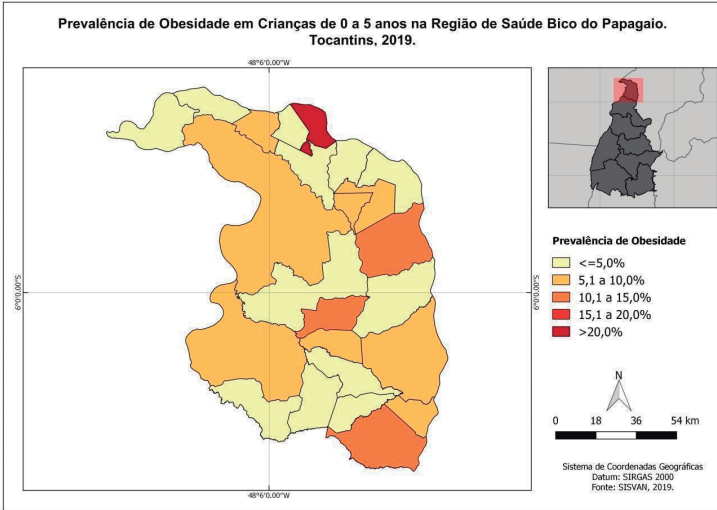 Prevalência de Obesidade em Crianças de 0 a 5 anos na Região de Saúde Bico do Papagaio.
Tocantins, 2019.
48°6'0.00"W
6°0'0.00"S
6°0'0.00"S
48°6'0.00"W
Prevalência de Obesidade
<=5,0%
5,1 a 10,0%
10,1 a 15,0%
15,1 a 20,0%
>20,0%
N
0 18 36 54 km
Sistema de Coordenadas Geográficas
Datum: SIRGAS 2000
Fonte: SISVAN, 2019.